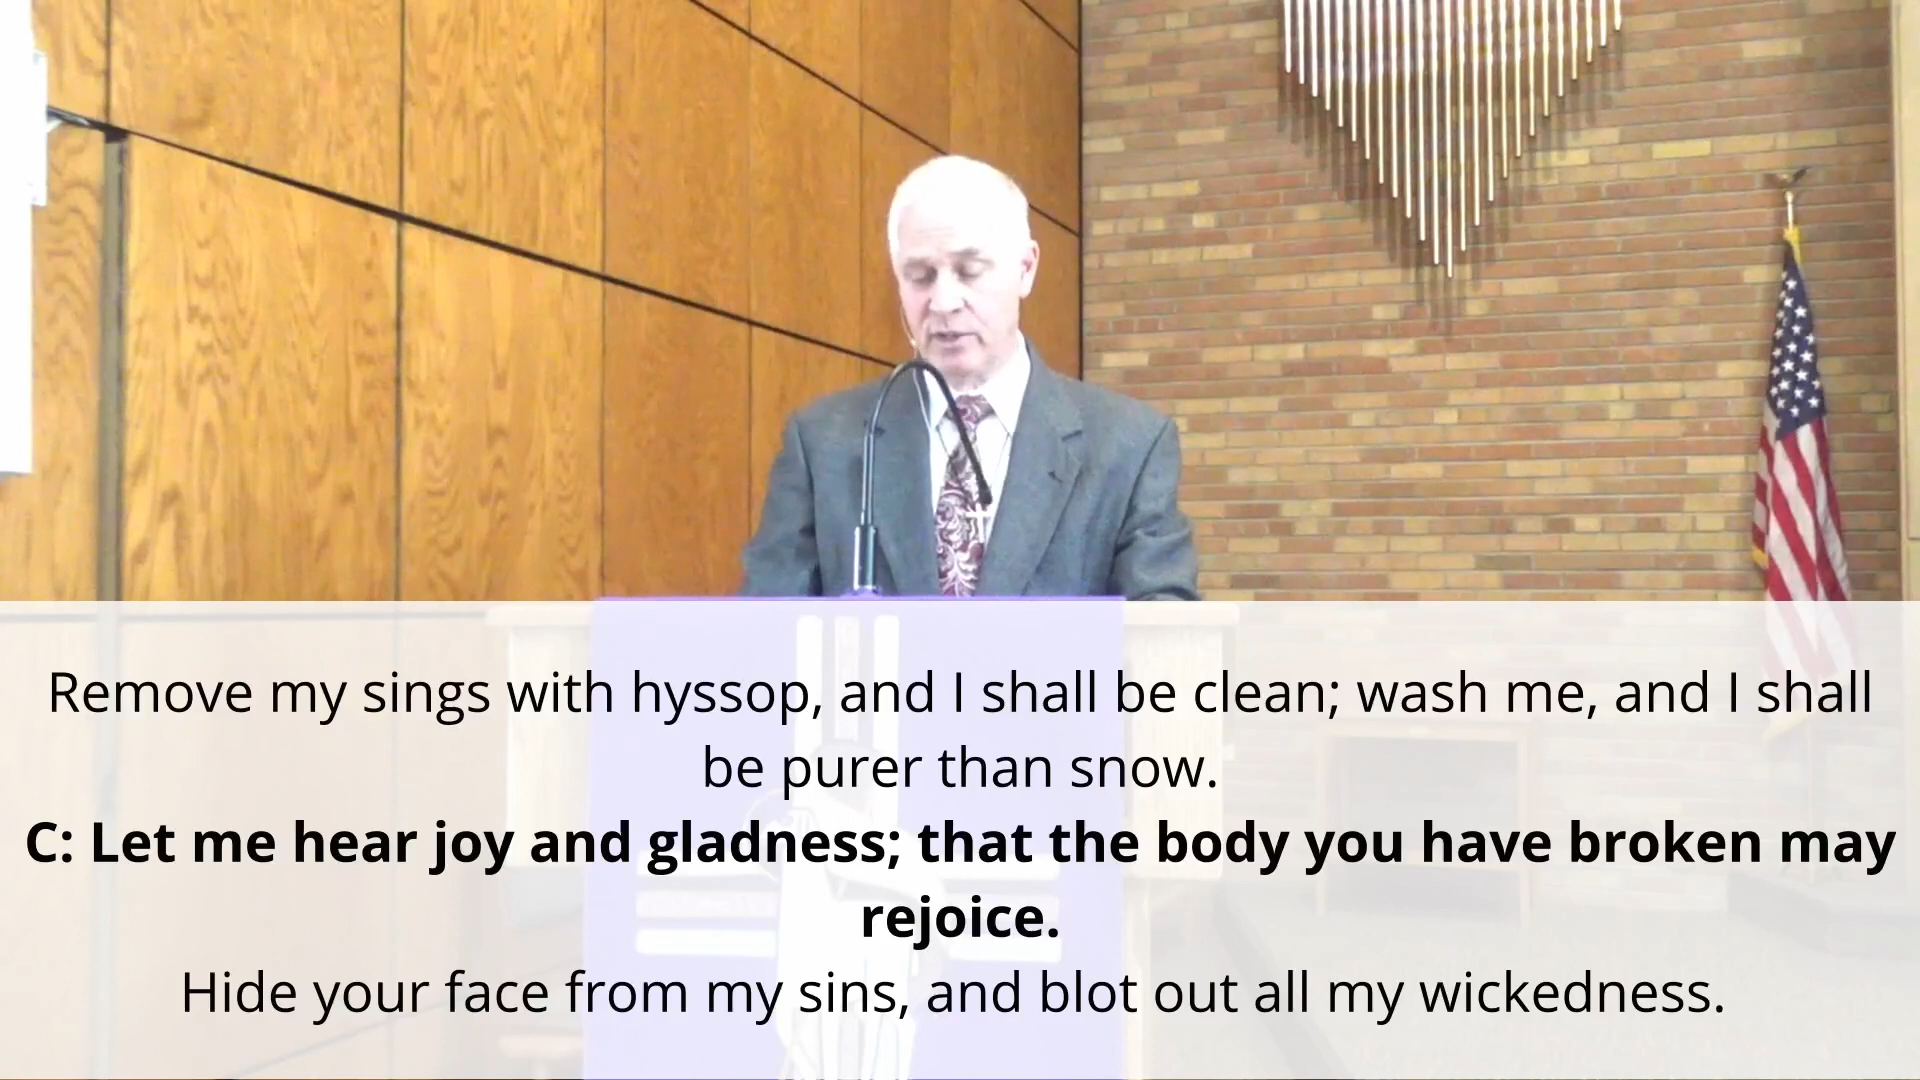 Remove my sings with hyssop, and I shall be clean; wash me, and I shall
be purer than snow.
C: Let me hear joy and gladness; that the body you have broken may
rejoice.
Hide your face from my sins, and blot out all my wickedness.